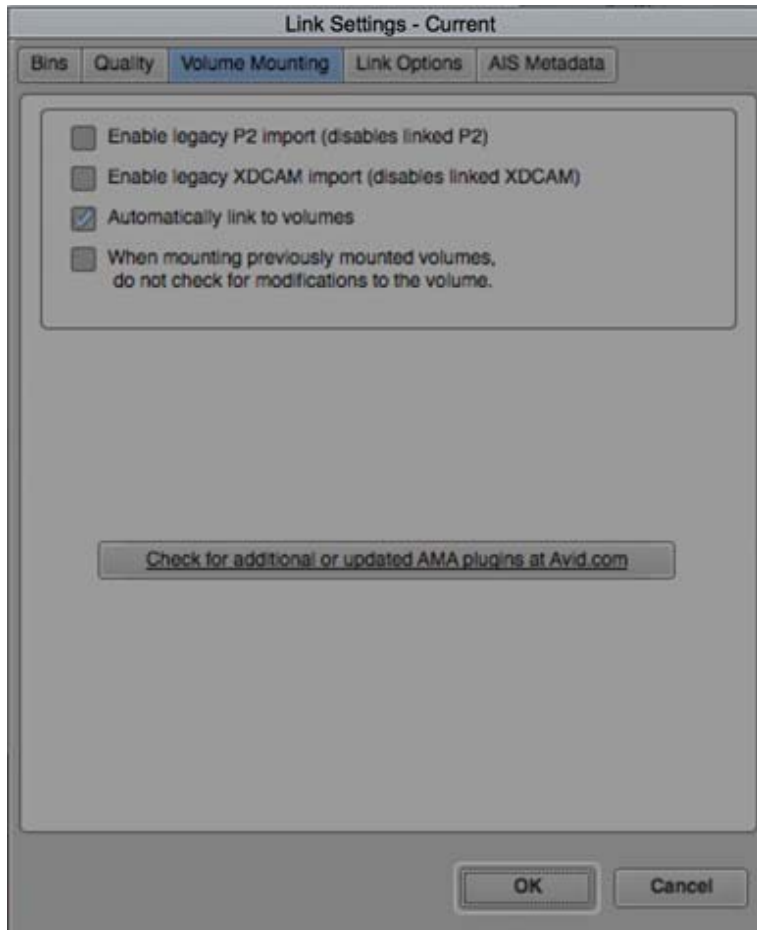 Link Settings - Current
Bins Quality Volume Mounting Link Options AIS Metadata
Enable legacy P2 import (disables linked P2)
Enable legacy XDCAM import (disables linked XDCAM)
Automatically link to volumes
When mounting previously mounted volumes,
do not check for modifications to the volume.
Check for additional or updated AMA plugins at Avid.com
OK Cancel